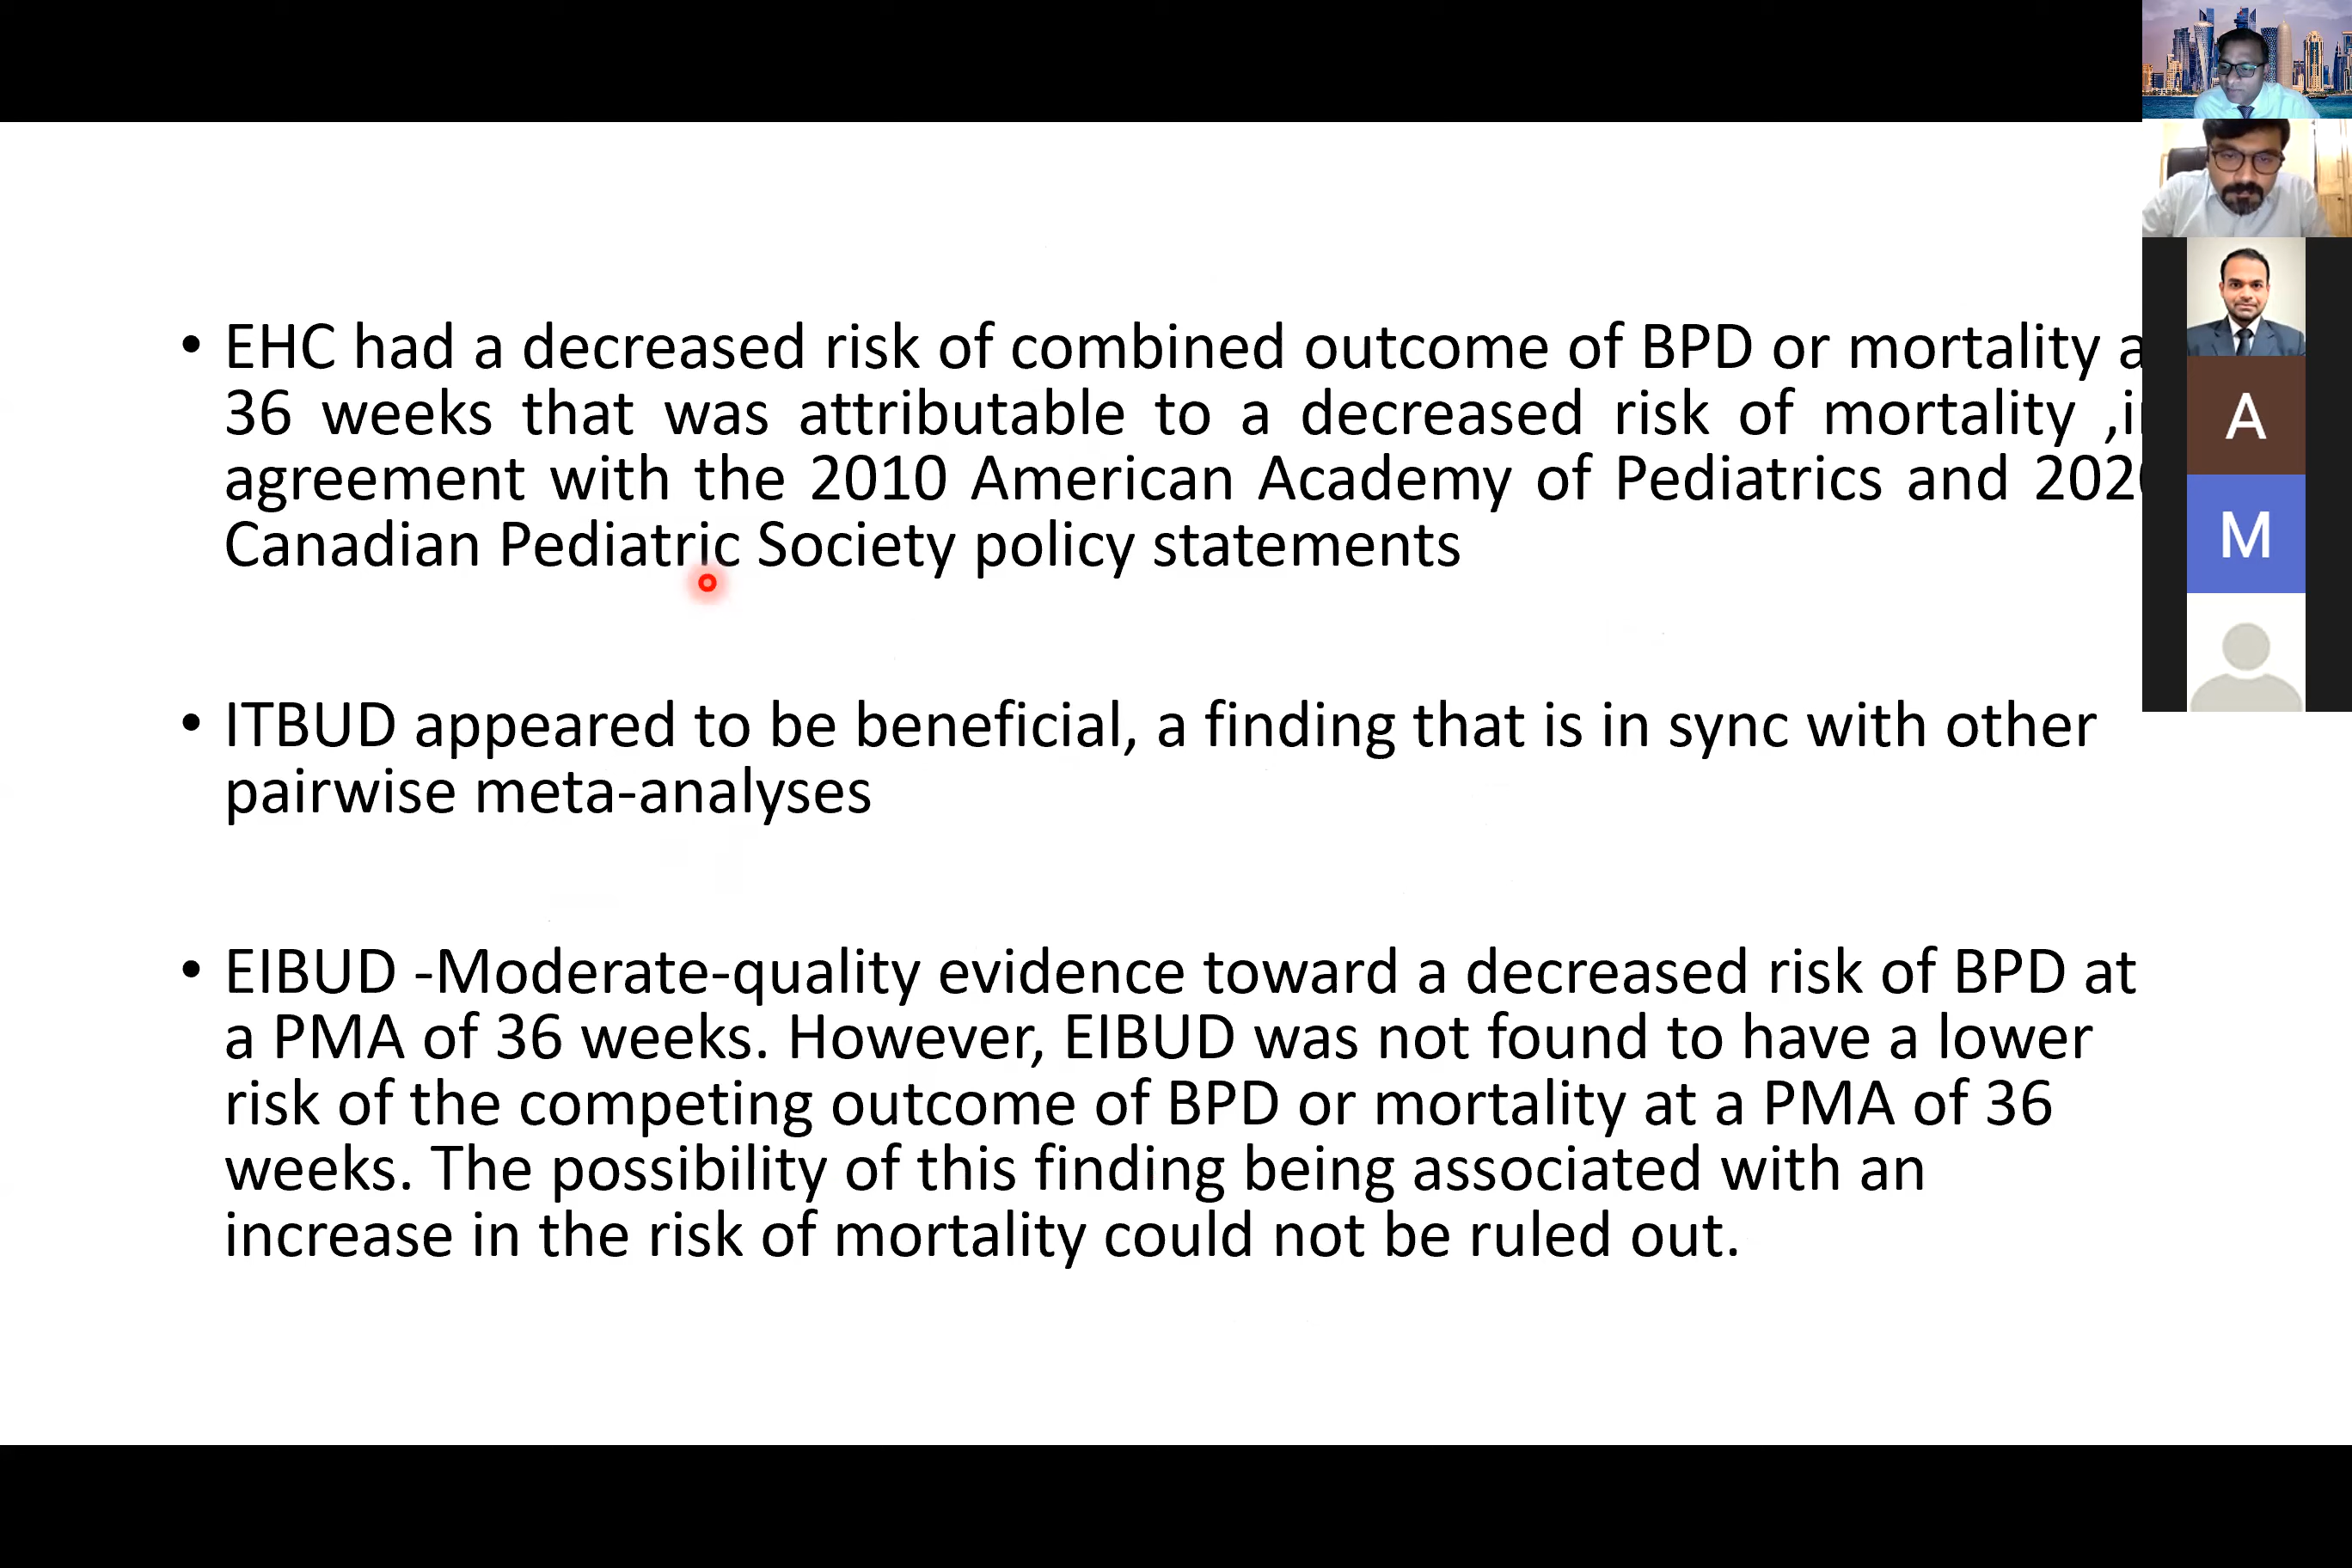 • EHC had a decreased risk of combined outcome of BPD or mortality
36 weeks that was attributable to a decreased risk of mortality ,
agreement with the 2010 American Academy of Pediatrics and
Canadian Pediatric Society policy statements
• ITBUD appeared to be beneficial, a finding that is in sync with other
pairwise meta-analyses
• EIBUD -Moderate-quality evidence toward a decreased risk of BPD at
a PMA of 36 weeks. However, EIBUD was not found to have a lower
risk of the competing outcome of BPD or mortality at a PMA of 36
weeks. The possibility of this finding being associated with an
increase in the risk of mortality could not be ruled out.
A
M